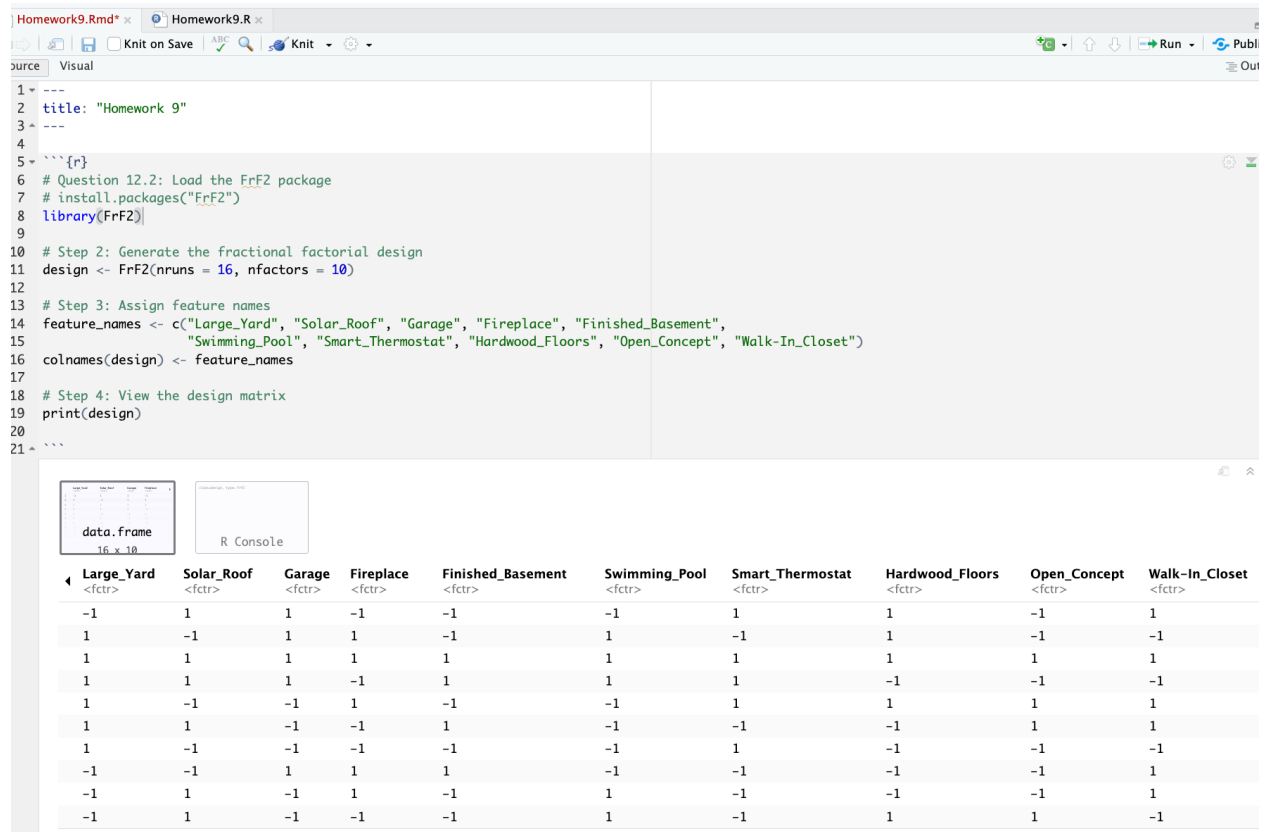 Homework9.Rmd* × Homework9.R ×
Knit on Save ABC Knit Run Publi
ource Visual Out
1 ---
2 title: "Homework 9"
3 ---
4
5 ```{r}
6 # Question 12.2: Load the FrF2 package
7 # install.packages("FrF2")
8 library(FrF2)
9
10 # Step 2: Generate the fractional factorial design
11 design <- FrF2(nruns = 16, nfactors = 10)
12
13 # Step 3: Assign feature names
14 feature_names <- c("Large_Yard", "Solar_Roof", "Garage", "Fireplace", "Finished_Basement",
15 "Swimming_Pool", "Smart_Thermostat", "Hardwood_Floors", "Open_Concept", "Walk-In_Closet")
16 colnames(design) <- feature_names
17
18 # Step 4: View the design matrix
19 print(design)
20
21 ```
data.frame
16 x 10
R Console
Large_Yard Solar_Roof Garage Fireplace Finished_Basement Swimming_Pool Smart_Thermostat Hardwood_Floors Open_Concept Walk-In_Closet
<fctr> <fctr> <fctr> <fctr> <fctr> <fctr> <fctr> <fctr> <fctr> <fctr>
-1 1 1 -1 -1 -1 1 1 -1 1
1 -1 1 1 -1 1 -1 1 -1 -1
1 1 1 1 1 1 1 1 1 1
1 1 1 -1 1 1 1 -1 -1 -1
1 -1 -1 1 -1 -1 1 1 1 1
1 1 -1 -1 1 -1 -1 -1 1 1
1 -1 -1 -1 -1 -1 1 -1 -1 -1
-1 -1 1 1 1 -1 -1 -1 -1 1
-1 1 -1 1 -1 1 -1 -1 -1 1
-1 1 -1 -1 -1 1 -1 1 1 -1